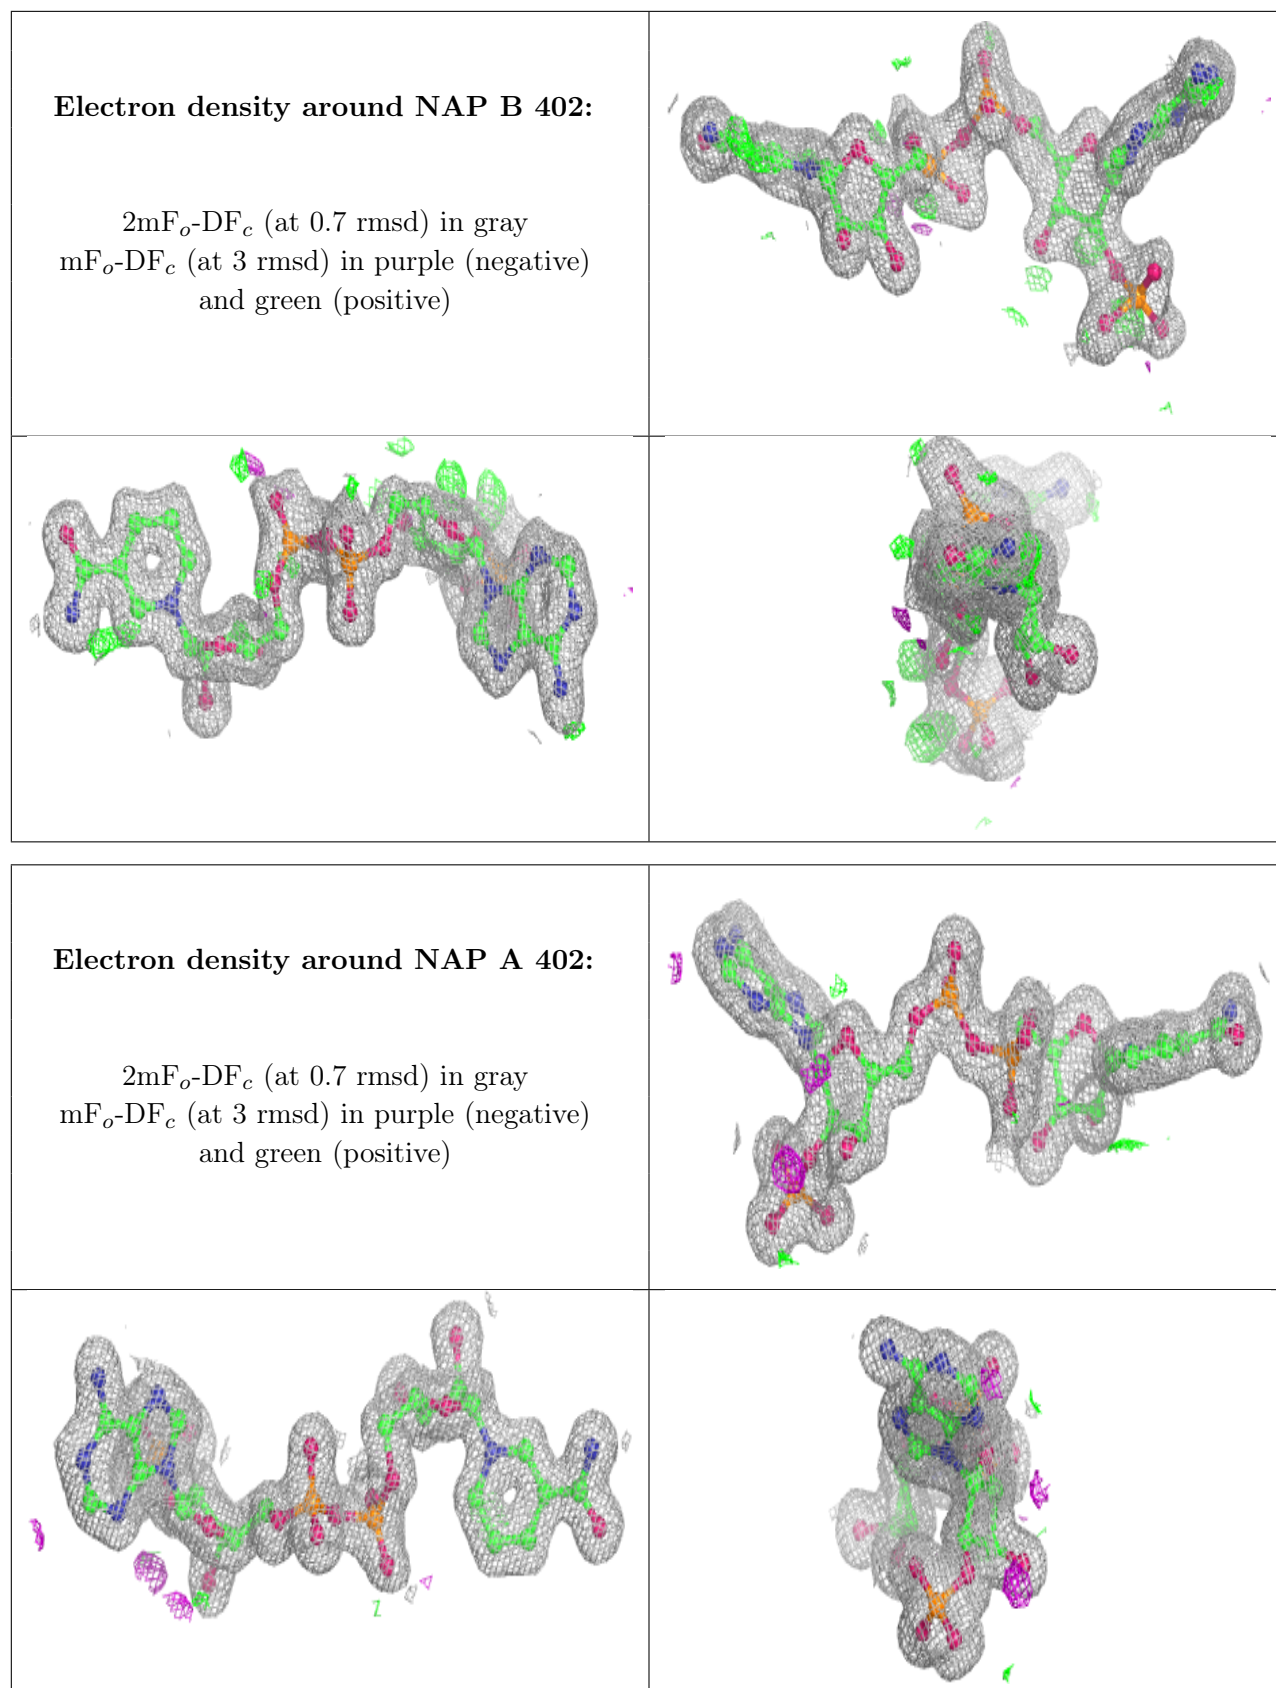 Electron density around NAP B 402:
2mFo-DFc (at 0.7 rmsd) in gray
mFo-DFc (at 3 rmsd) in purple (negative)
and green (positive)
Electron density around NAP A 402:
2mFo-DFc (at 0.7 rmsd) in gray
mFo-DFc (at 3 rmsd) in purple (negative)
and green (positive)